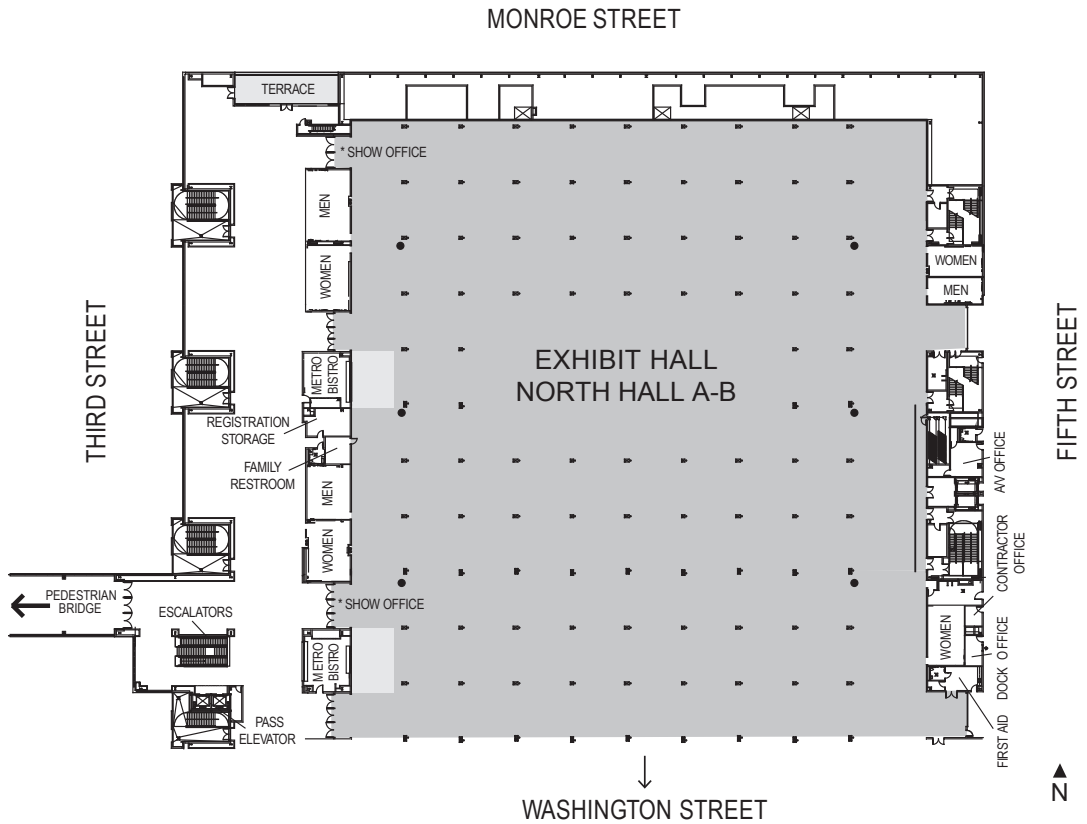 MONROE STREET
TERRACE
* SHOW OFFICE
MEN
WOMEN
WOMEN
MEN
THIRD STREET
FIFTH STREET
METRO
BISTRO
EXHIBIT HALL
NORTH HALL A-B
REGISTRATION
STORAGE
FAMILY
RESTROOM
A/V OFFICE
MEN
WOMEN
CONTRACTOR
OFFICE
PEDESTRIAN
BRIDGE
ESCALATORS
* SHOW OFFICE
METRO
BISTRO
WOMEN
DOCK OFFICE
PASS
ELEVATOR
FIRST AID
WASHINGTON STREET
N